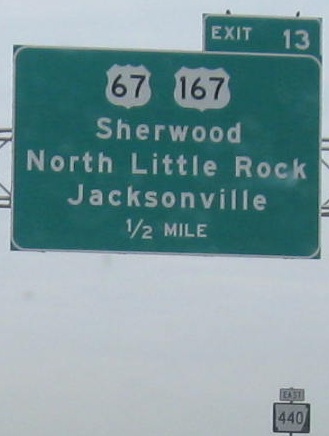 EXIT 13
67 167
Sherwood
North Little Rock
Jacksonville
1/2 MILE
EAST
440